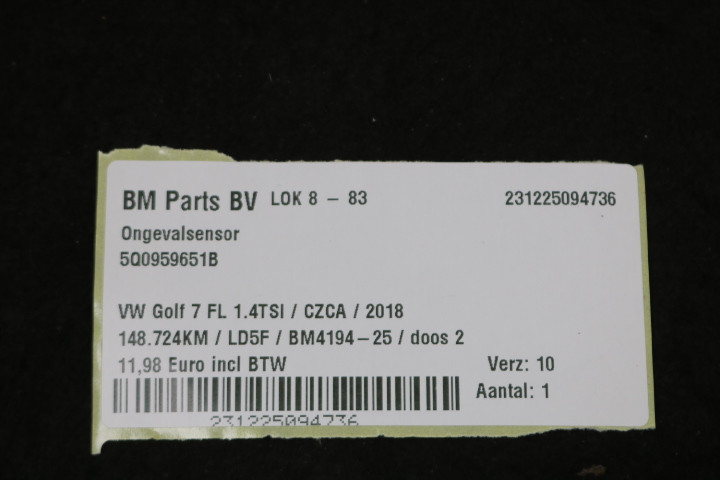 BM Parts BV LOK 8 - 83 231225094736
Ongevalsensor
5Q0959651B
VW Golf 7 FL 1.4TSI / CZCA / 2018
148.724KM / LD5F / BM4194-25 / doos 2
11,98 Euro incl BTW Verz: 10
Aantal: 1
231225094736